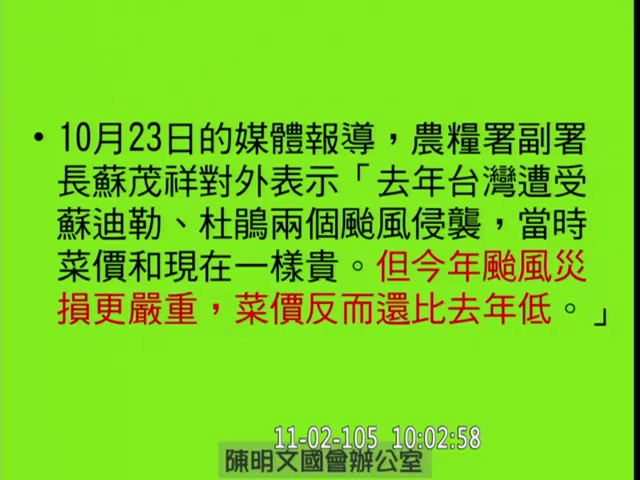 • 10月23日的媒體報導，農糧署副署
長蘇茂祥對外表示「去年台灣遭受
蘇迪勒、杜鵑兩個颱風侵襲，當時
菜價和現在一樣貴。但今年颱風災
損更嚴重，菜價反而還比去年低。」
11-02-105 10:02:58
陳明文國會辦公室